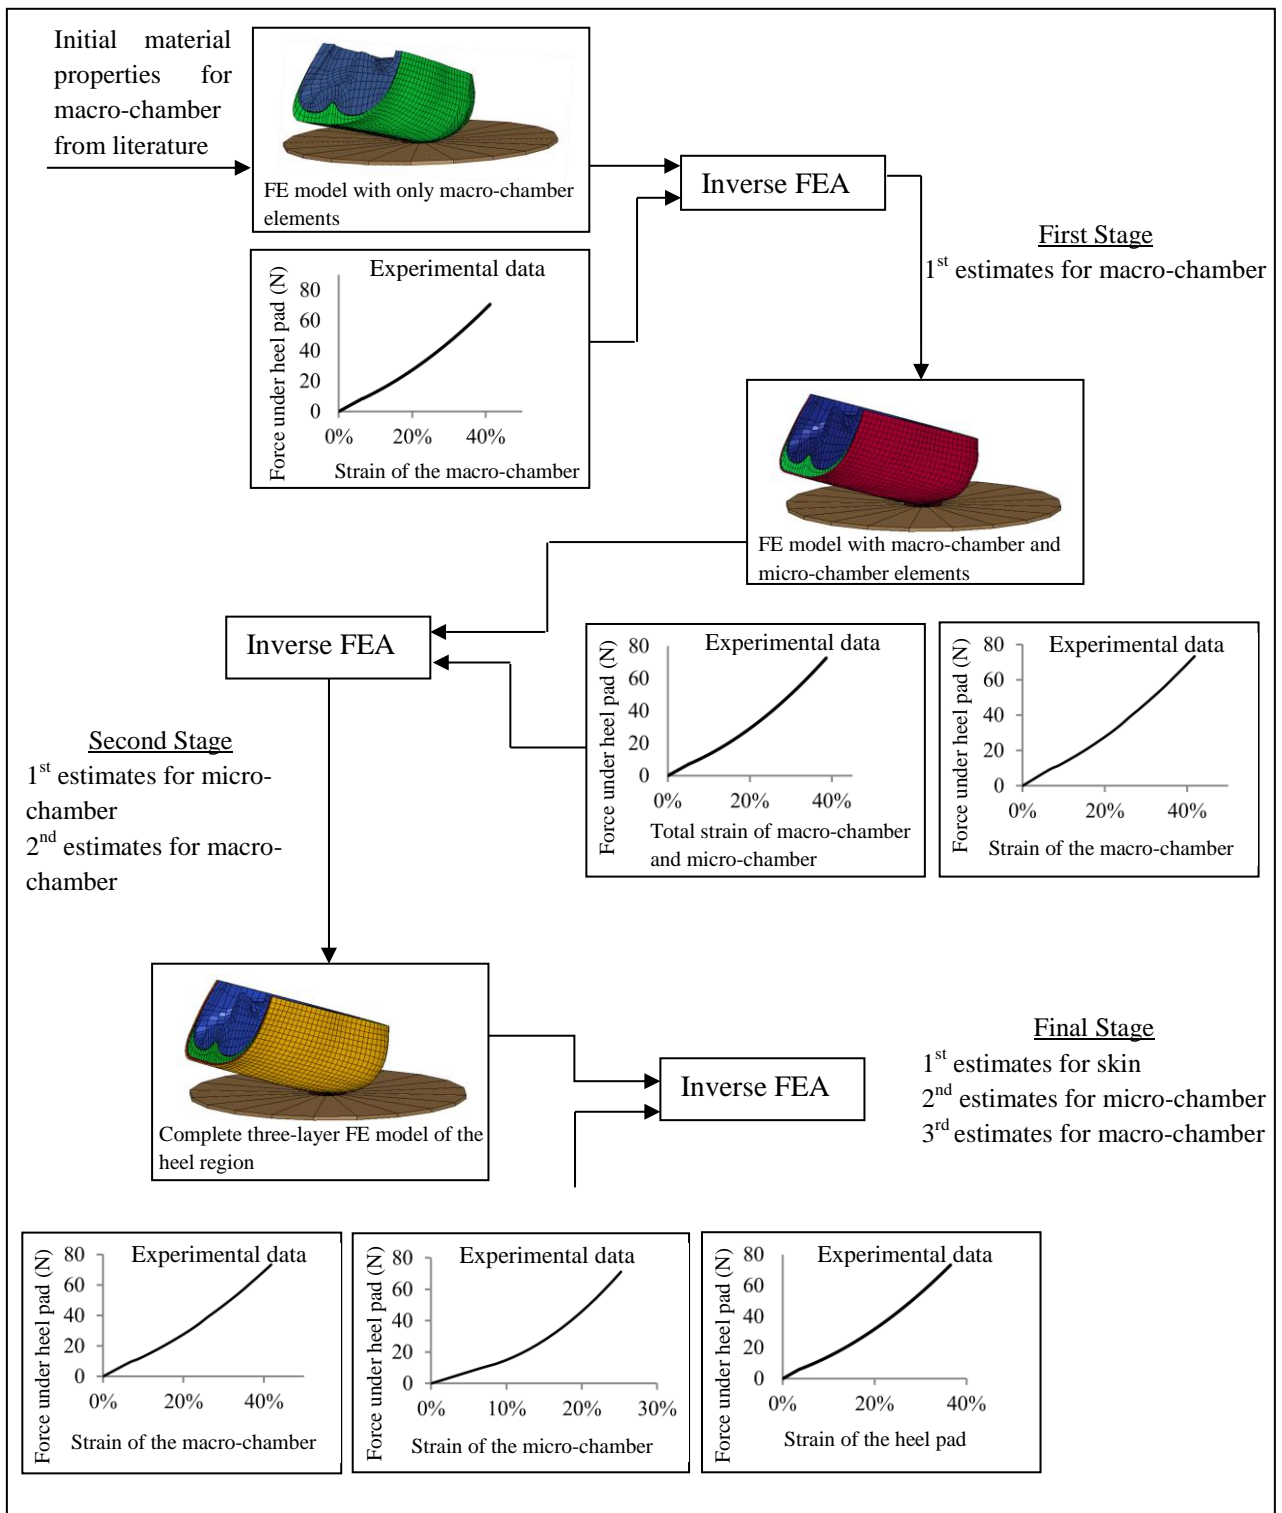 Initial material
properties for
macro-chamber
from literature
FE model with only macro-chamber
elements
Inverse FEA
First Stage
1st estimates for macro-chamber
Experimental data
Force under heel pad (N)
80
60
40
20
0
0% 20% 40%
Strain of the macro-chamber
FE model with macro-chamber and
micro-chamber elements
Inverse FEA
Experimental data
Force under heel pad (N)
80
60
40
20
0
0% 20% 40%
Total strain of macro-chamber
and micro-chamber
Experimental data
Force under heel pad (N)
80
60
40
20
0
0% 20% 40%
Strain of the macro-chamber
Second Stage
1st estimates for micro-
chamber
2nd estimates for macro-
chamber
Complete three-layer FE model of the
heel region
Inverse FEA
Final Stage
1st estimates for skin
2nd estimates for micro-chamber
3rd estimates for macro-chamber
Experimental data
Force under heel pad (N)
80
60
40
20
0
0% 20% 40%
Strain of the macro-chamber
Experimental data
Force under heel pad (N)
80
60
40
20
0
0% 10% 20% 30%
Strain of the micro-chamber
Experimental data
Force under heel pad (N)
80
60
40
20
0
0% 20% 40%
Strain of the heel pad